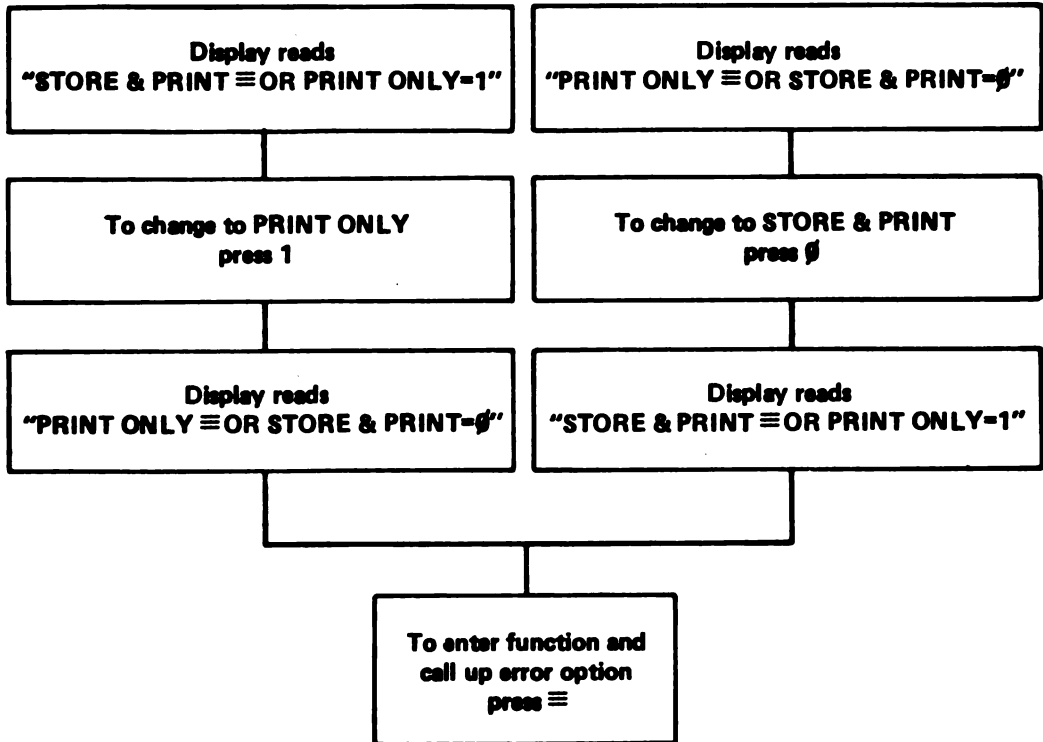 Display reads
“STORE & PRINT ≡ OR PRINT ONLY=1”
Display reads
“PRINT ONLY ≡ OR STORE & PRINT=Ø”
To change to PRINT ONLY
press 1
To change to STORE & PRINT
press Ø
Display reads
“PRINT ONLY ≡ OR STORE & PRINT=Ø”
Display reads
“STORE & PRINT ≡ OR PRINT ONLY=1”
To enter function and
call up error option
press ≡